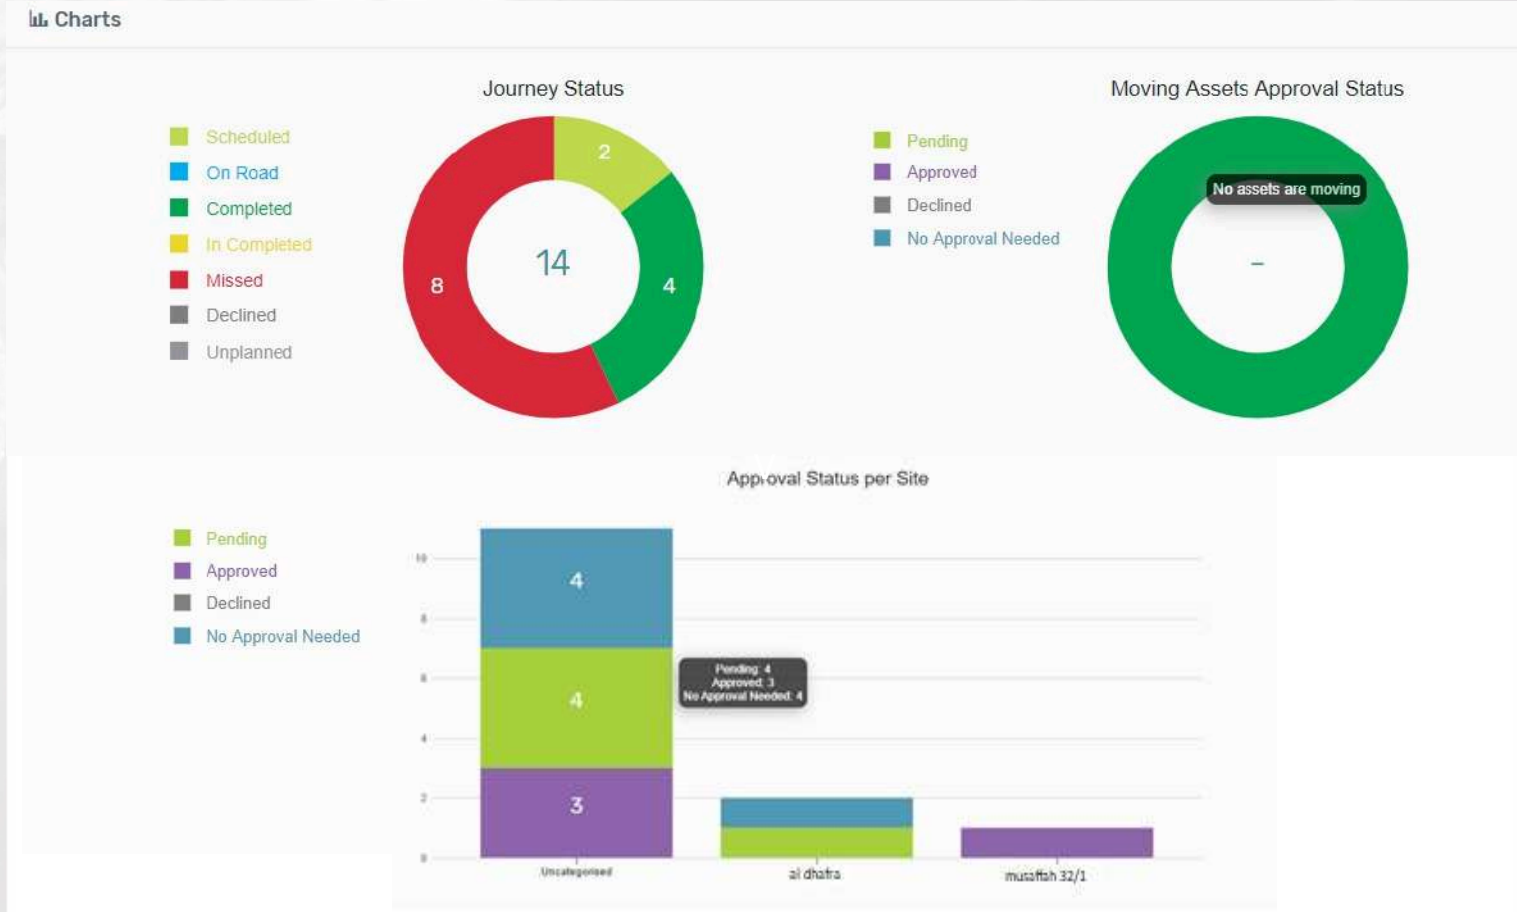 Charts
Journey Status
Scheduled
On Road
Completed
In Completed
Missed
Declined
Unplanned
2
4
8
14
Moving Assets Approval Status
Pending
Approved
Declined
No Approval Needed
No assets are moving
–
Approval Status per Site
Pending
Approved
Declined
No Approval Needed
10
8
6
4
2
0
4
4
3
Pending: 4
Approved: 3
No Approval Needed: 4
Uncategorised
al dhafra
musaffah 32/1